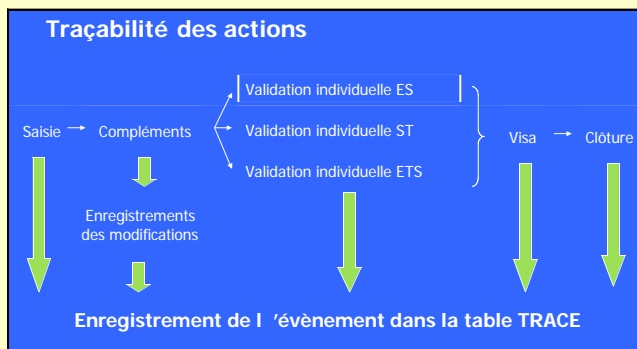 Traçabilité des actions
Validation individuelle ES
Saisie
Compléments
Validation individuelle ST
Visa
Clôture
Validation individuelle ETS
Enregistrements
des modifications
Enregistrement de l 'évènement dans la table TRACE